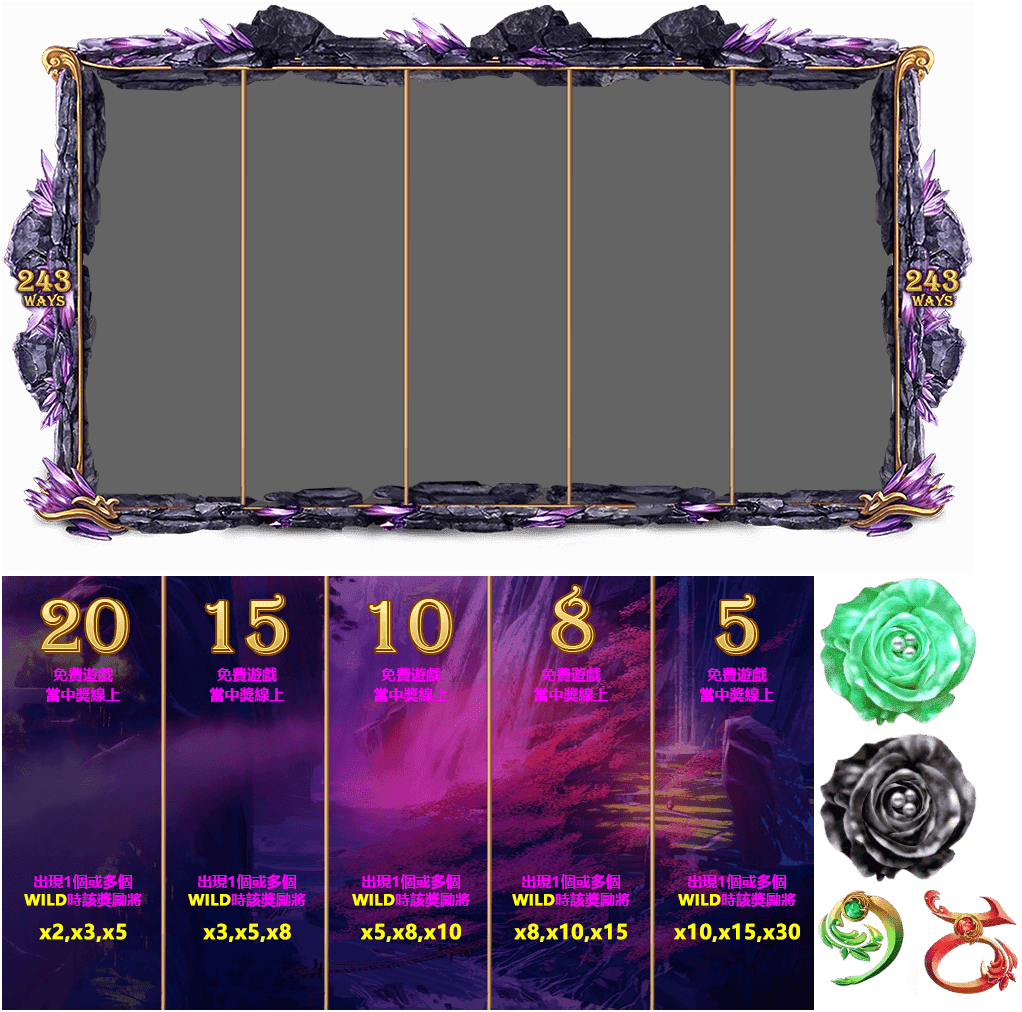 243
WAYS
243
WAYS
20
免費遊戲
當中獎線上
出現1個或多個
WILD時該獎勵將
x2,x3,x5
15
免費遊戲
當中獎線上
出現1個或多個
WILD時該獎勵將
x3,x5,x8
10
免費遊戲
當中獎線上
出現1個或多個
WILD時該獎勵將
x5,x8,x10
8
免費遊戲
當中獎線上
出現1個或多個
WILD時該獎勵將
x8,x10,x15
5
免費遊戲
當中獎線上
出現1個或多個
WILD時該獎勵將
x10,x15,x30